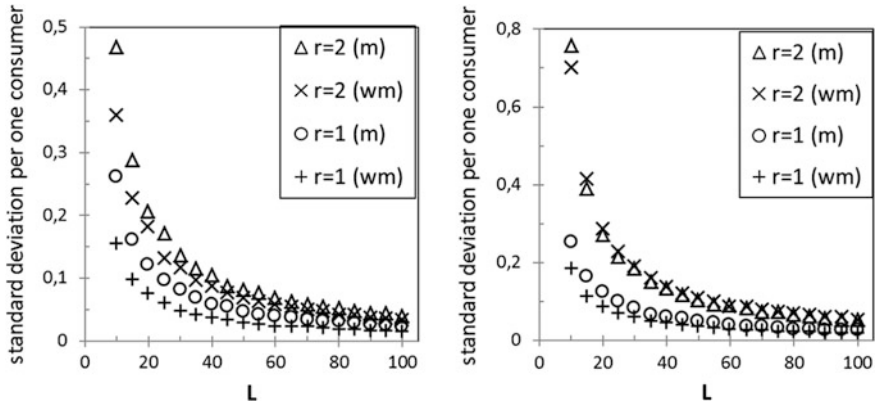 standard deviation per one consumer
0,5
0,4
0,3
0,2
0,1
0
△ r=2 (m)
× r=2 (wm)
○ r=1 (m)
+ r=1 (wm)
0 20 40 60 80 100
L
standard deviation per one consumer
0,8
0,6
0,4
0,2
0
△ r=2 (m)
× r=2 (wm)
○ r=1 (m)
+ r=1 (wm)
0 20 40 60 80 100
L